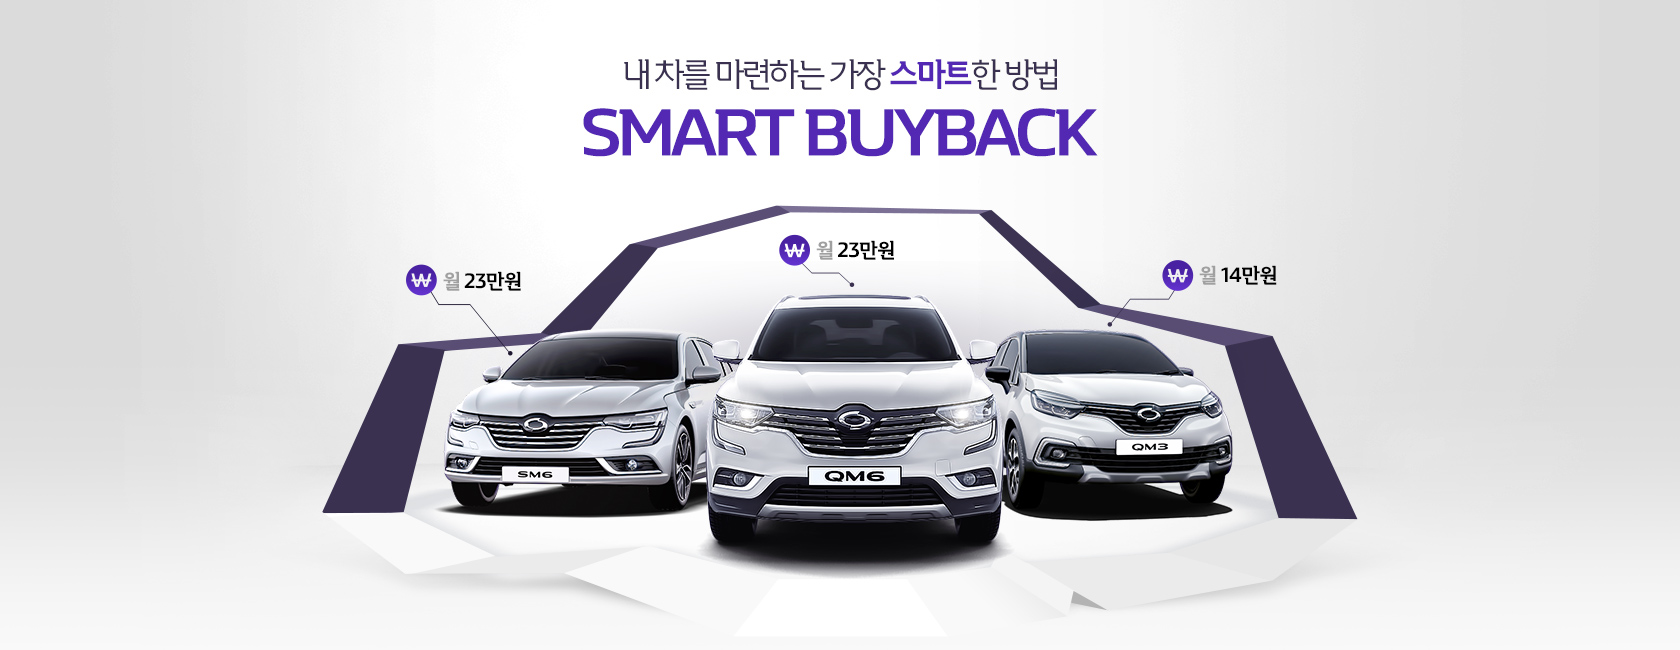 내 차를 마련하는 가장 스마트한 방법
SMART BUYBACK
₩ 월 23만원
₩ 월 23만원
₩ 월 14만원
SM6
QM6
QM3